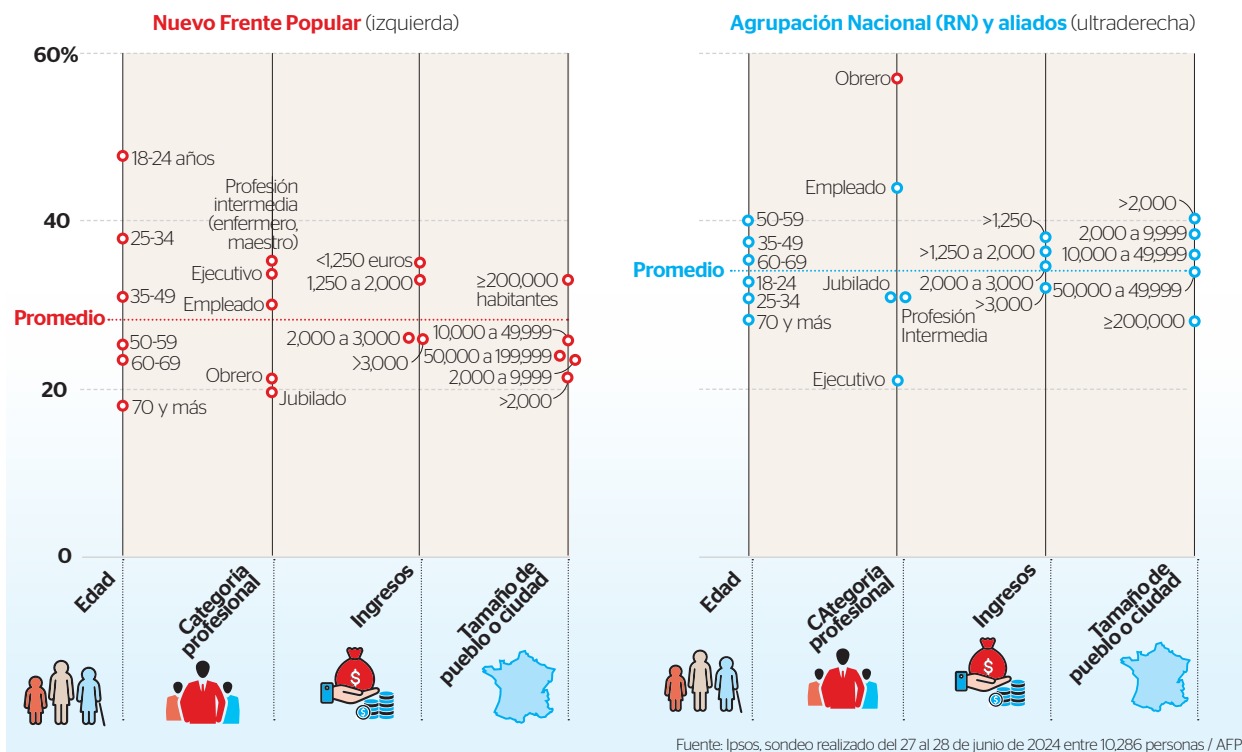 Nuevo Frente Popular (izquierda)
60%
40
20
0
Promedio
18-24 años
25-34
35-49
50-59
60-69
70 y más
Profesión
intermedia
(enfermero,
maestro)
Ejecutivo
Empleado
Obrero
Jubilado
<1,250 euros
1,250 a 2,000
2,000 a 3,000
>3,000
≥200,000
habitantes
10,000 a 49,999
50,000 a 199,999
2,000 a 9,999
>2,000
Edad
Categoría
profesional
Ingresos
Tamaño de
pueblo o ciudad
$
$
Agrupación Nacional (RN) y aliados (ultraderecha)
Promedio
50-59
35-49
60-69
18-24
25-34
70 y más
Obrero
Empleado
Jubilado
Profesión
Intermedia
Ejecutivo
>1,250
>1,250 a 2,000
2,000 a 3,000
>3,000
>2,000
2,000 a 9,999
10,000 a 49,999
50,000 a 49,999
≥200,000
Edad
CAtegoría
profesional
Ingresos
Tamaño de
pueblo o ciudad
$
$
Fuente: Ipsos, sondeo realizado del 27 al 28 de junio de 2024 entre 10,286 personas / AFP